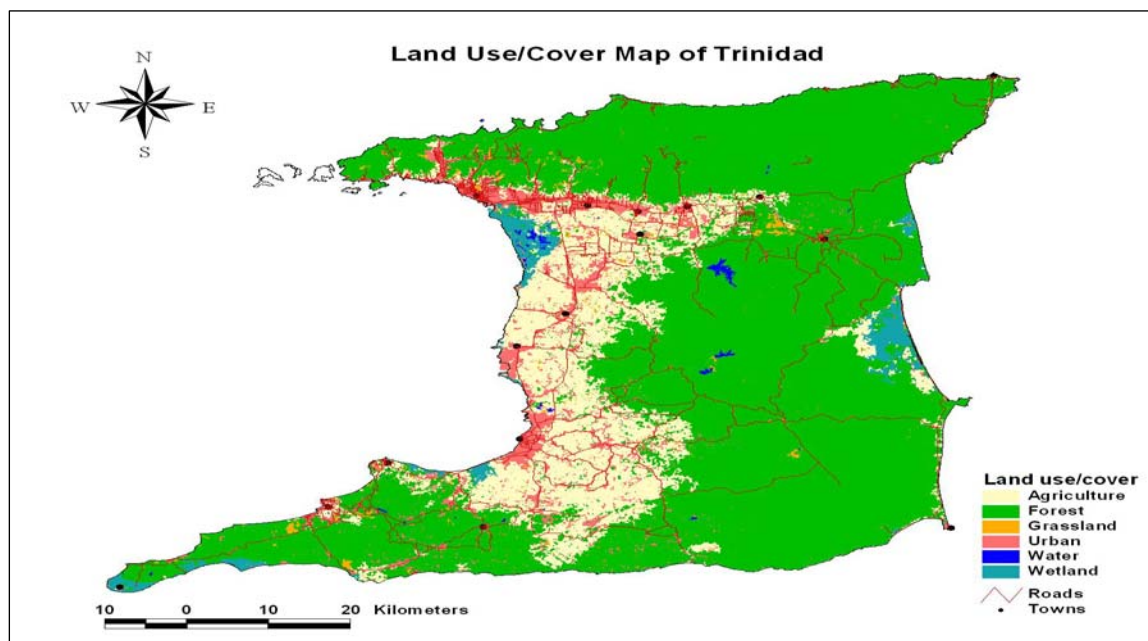 Land Use/Cover Map of Trinidad
N
W E
S
Land use/cover
Agriculture
Forest
Grassland
Urban
Water
Wetland
Roads
Towns
10 0 10 20 Kilometers